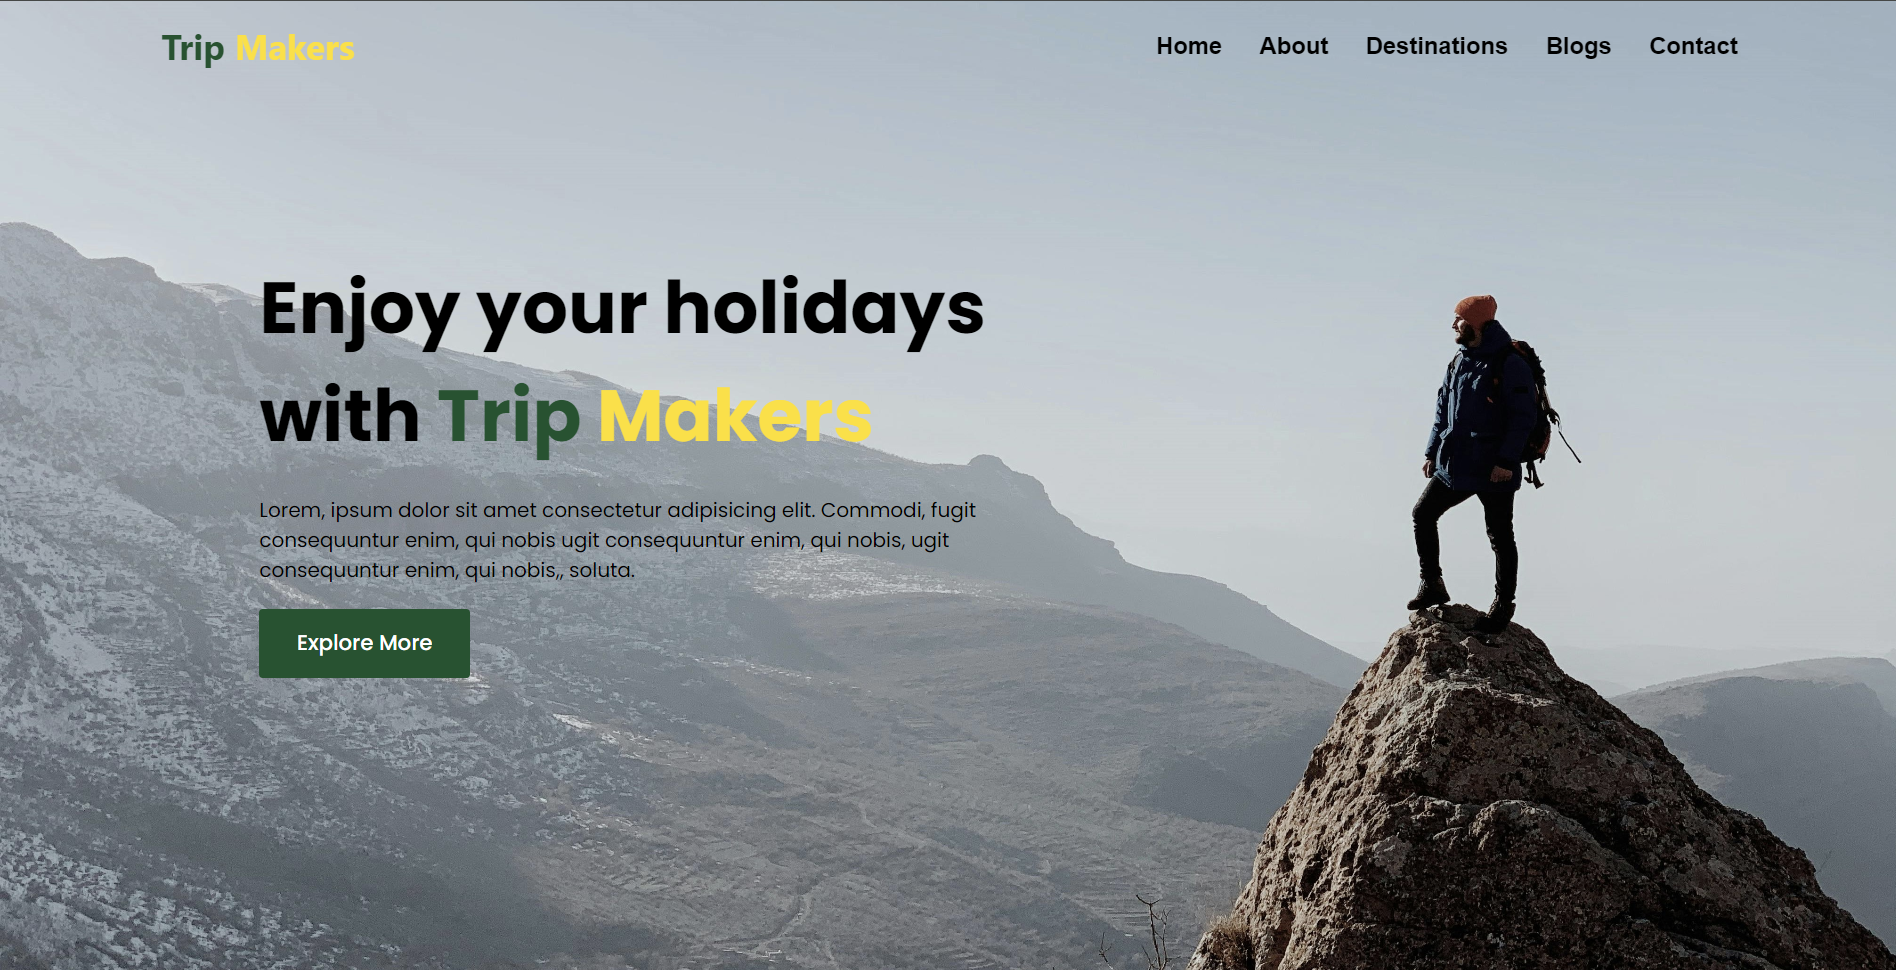 Trip Makers
Home About Destinations Blogs Contact
Enjoy your holidays
with Trip Makers
Lorem, ipsum dolor sit amet consectetur adipisicing elit. Commodi, fugit
consequuntur enim, qui nobis ugit consequuntur enim, qui nobis, ugit
consequuntur enim, qui nobis,, soluta.
Explore More